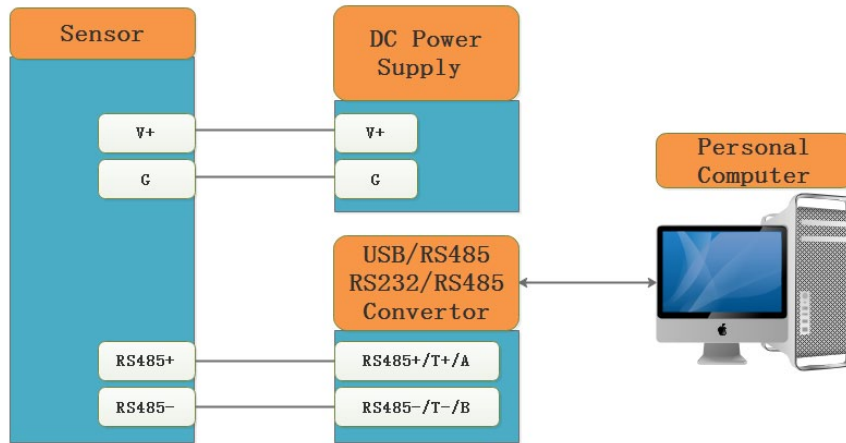 Sensor
DC Power
Supply
V+
V+
G
G
Personal
Computer
USB/RS485
RS232/RS485
Convertor
RS485+
RS485+/T+/A
RS485-
RS485-/T-/B